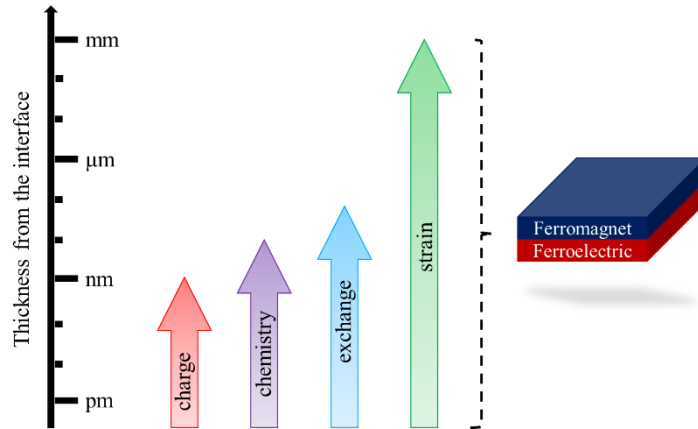 Thickness from the interface
mm
µm
nm
pm
charge
chemistry
exchange
strain
Ferromagnet
Ferroelectric